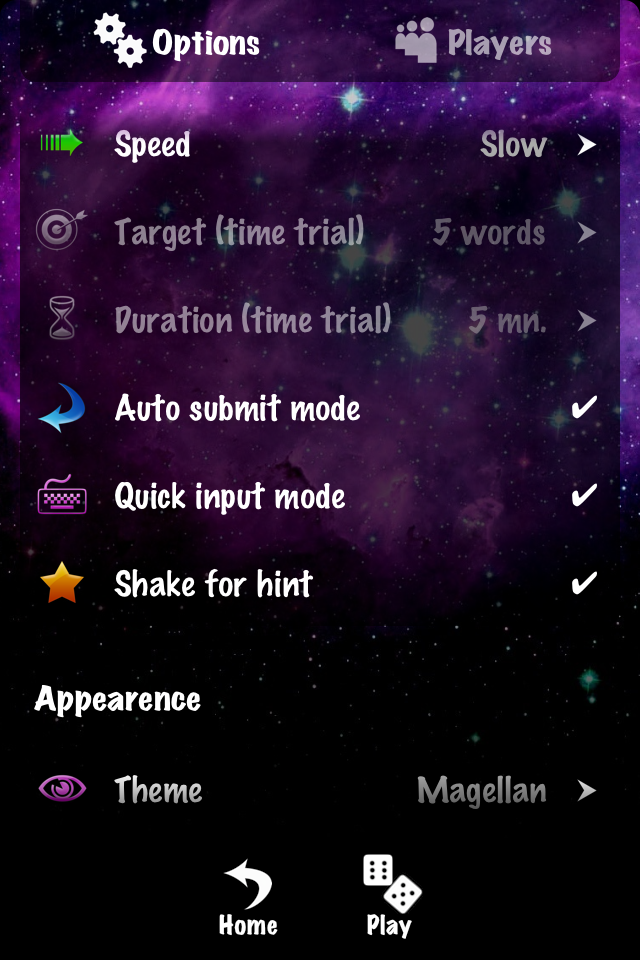 Options Players
Speed Slow
Target (time trial) 5 words
Duration (time trial) 5 mn.
Auto submit mode
Quick input mode
Shake for hint
Appearence
Theme Magellan
Home Play